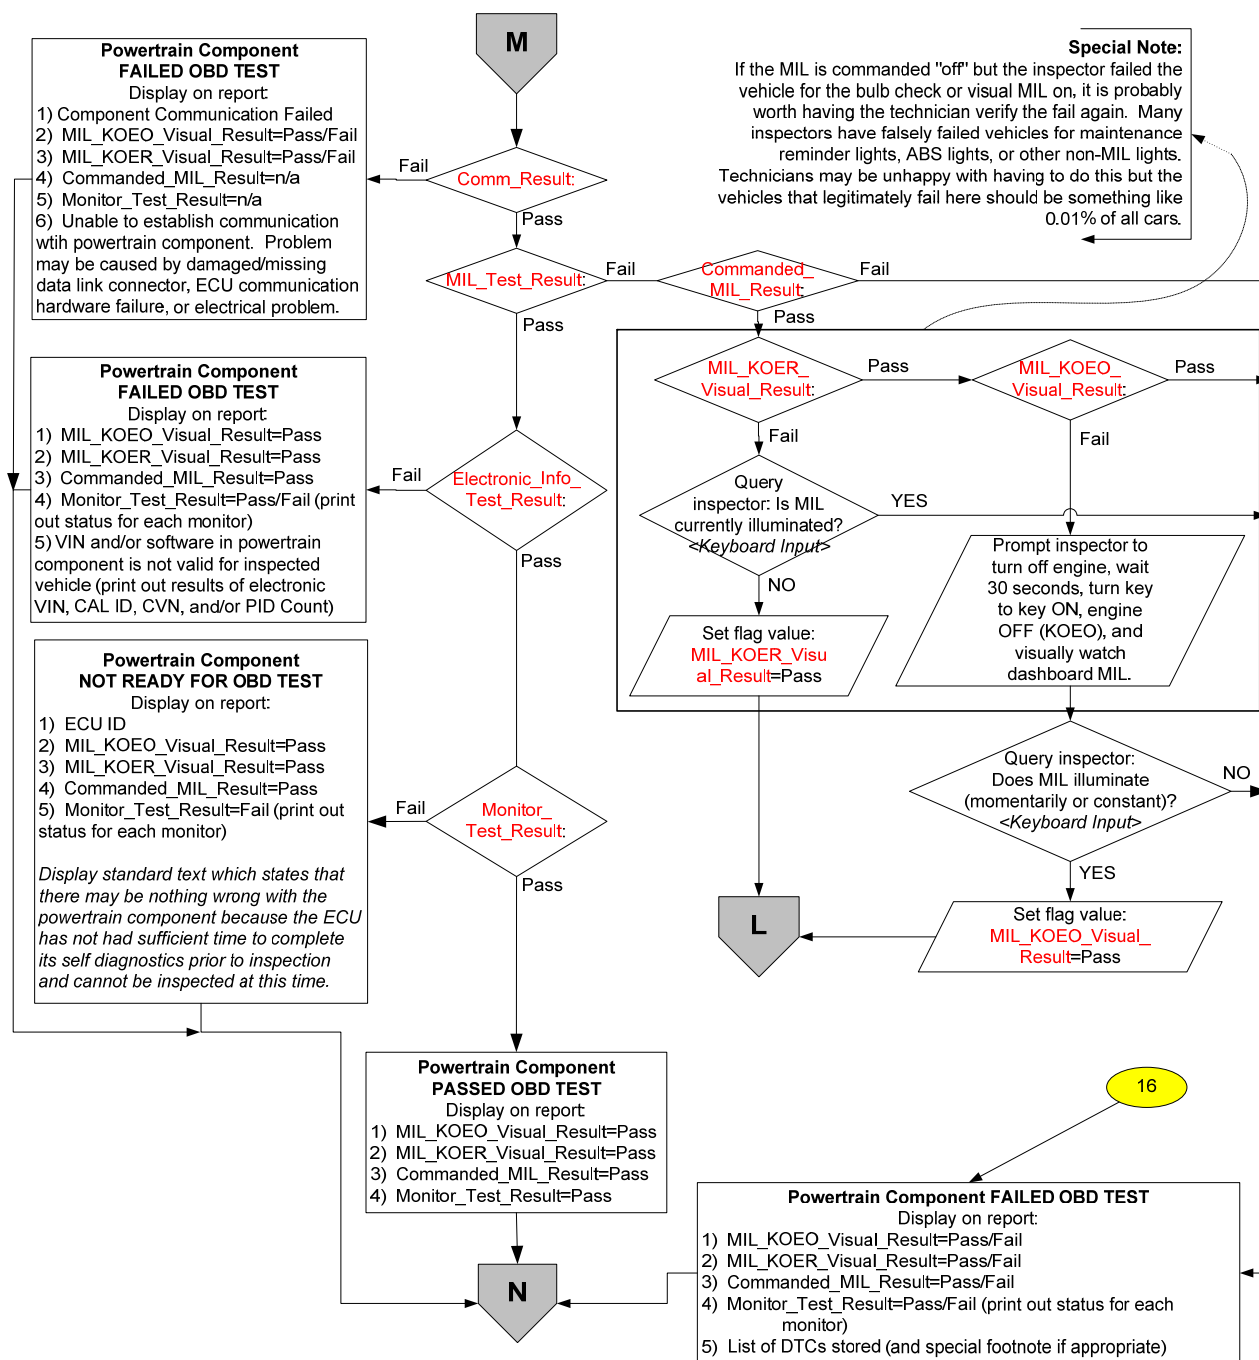 M
Special Note:
If the MIL is commanded "off" but the inspector failed the
vehicle for the bulb check or visual MIL on, it is probably
worth having the technician verify the fail again.  Many
inspectors have falsely failed vehicles for maintenance
reminder lights, ABS lights, or other non-MIL lights.
Technicians may be unhappy with having to do this but the
vehicles that legitimately fail here should be something like
0.01% of all cars.
Powertrain Component
FAILED OBD TEST
Display on report:
1) Component Communication Failed
2)  MIL_KOEO_Visual_Result=Pass/Fail
3)  MIL_KOER_Visual_Result=Pass/Fail
4)  Commanded_MIL_Result=n/a
5)  Monitor_Test_Result=n/a
6)  Unable to establish communication
wtih powertrain component.  Problem
may be caused by damaged/missing
data link connector, ECU communication
hardware failure, or electrical problem.
Fail
Comm_Result:
Pass
MIL_Test_Result:
Fail
Commanded_
MIL_Result:
Fail
Pass
Pass
MIL_KOER_
Visual_Result:
Pass
MIL_KOEO_
Visual_Result:
Pass
Fail
Fail
Powertrain Component
FAILED OBD TEST
Display on report:
1)  MIL_KOEO_Visual_Result=Pass
2)  MIL_KOER_Visual_Result=Pass
3)  Commanded_MIL_Result=Pass
4)  Monitor_Test_Result=Pass/Fail (print
out status for each monitor)
5) VIN and/or software in powertrain
component is not valid for inspected
vehicle (print out results of electronic
VIN, CAL ID, CVN, and/or PID Count)
Fail
Electronic_Info_
Test_Result:
Pass
Query
inspector: Is MIL
currently illuminated?
<Keyboard Input>
YES
NO
Prompt inspector to
turn off engine, wait
30 seconds, turn key
to key ON, engine
OFF (KOEO), and
visually watch
dashboard MIL.
Set flag value:
MIL_KOER_Visu
al_Result=Pass
Powertrain Component
NOT READY FOR OBD TEST
Display on report:
1)  ECU ID
2)  MIL_KOEO_Visual_Result=Pass
3)  MIL_KOER_Visual_Result=Pass
4)  Commanded_MIL_Result=Pass
5)  Monitor_Test_Result=Fail (print out
status for each monitor)
Display standard text which states that
there may be nothing wrong with the
powertrain component because the ECU
has not had sufficient time to complete
its self diagnostics prior to inspection
and cannot be inspected at this time.
Fail
Monitor_
Test_Result:
Pass
Query inspector:
Does MIL illuminate
(momentarily or constant)?
<Keyboard Input>
NO
YES
L
Set flag value:
MIL_KOEO_Visual_
Result=Pass
Powertrain Component
PASSED OBD TEST
Display on report:
1)  MIL_KOEO_Visual_Result=Pass
2)  MIL_KOER_Visual_Result=Pass
3)  Commanded_MIL_Result=Pass
4)  Monitor_Test_Result=Pass
16
N
Powertrain Component FAILED OBD TEST
Display on report:
1)  MIL_KOEO_Visual_Result=Pass/Fail
2)  MIL_KOER_Visual_Result=Pass/Fail
3)  Commanded_MIL_Result=Pass/Fail
4)  Monitor_Test_Result=Pass/Fail (print out status for each
monitor)
5)  List of DTCs stored (and special footnote if appropriate)